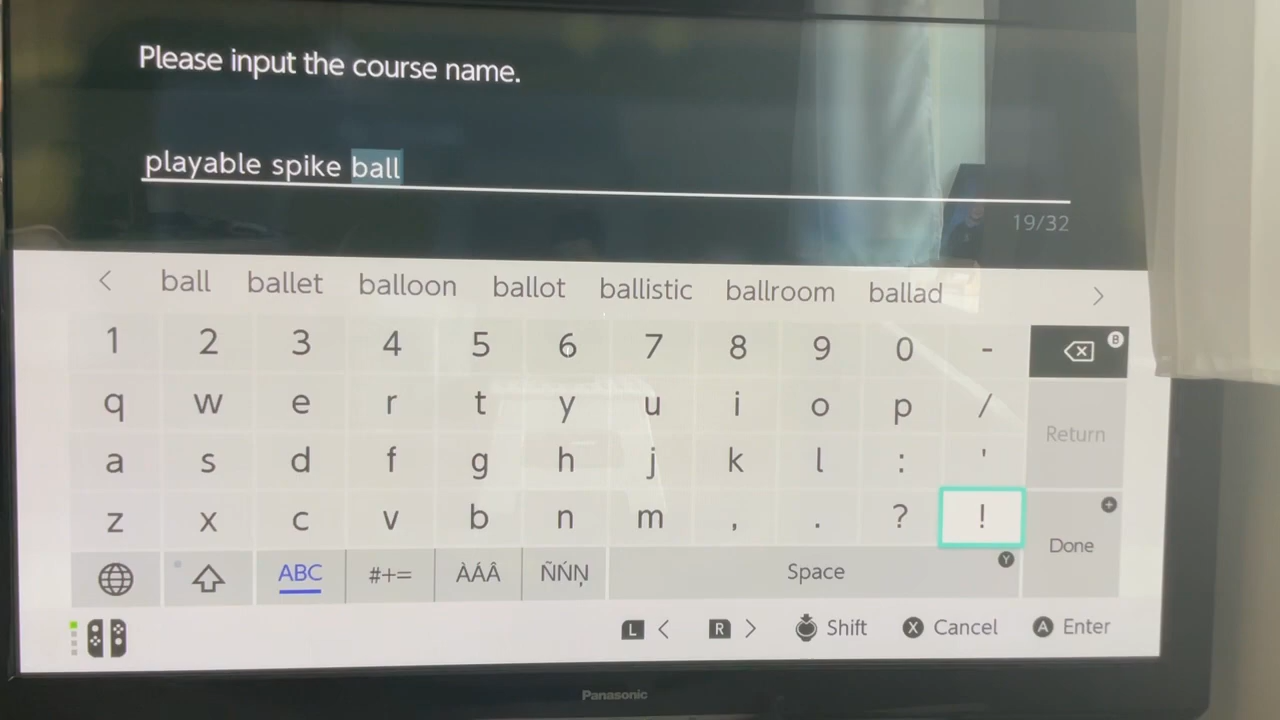 Please input the course name.
playable spike ball
19/32
< ball ballet balloon ballot ballistic ballroom ballad >
1 2 3 4 5 6 7 8 9 0 - B
q w e r t y u i o p /
Return
a s d f g h j k l : '
z x c v b n m , . ? ! +
Done
ABC #+= ÀÁÂ ÑŃŅ Space Y
L < R > Shift X Cancel A Enter
Panasonic